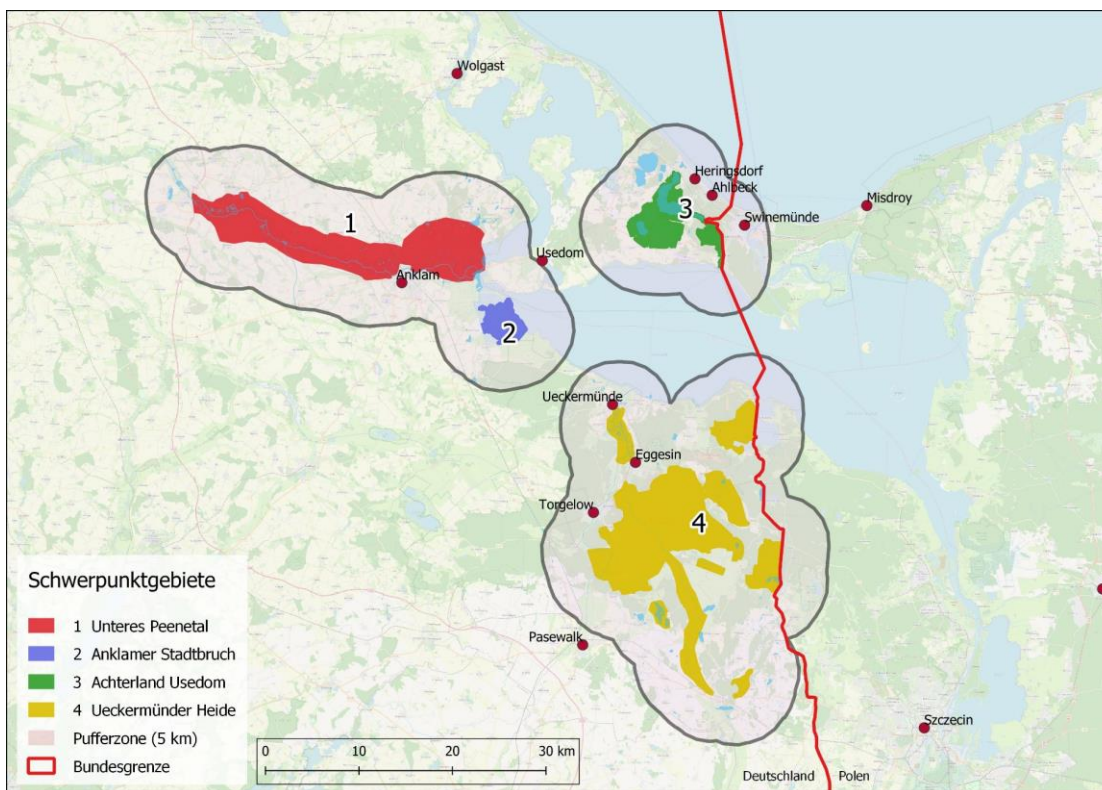 Wolgast
Heringsdorf
Ahlbeck
Misdroy
Swinemünde
1
3
Usedom
Anklam
2
Ueckermünde
Eggesin
Torgelow
4
Schwerpunktgebiete
1 Unteres Peenetal
2 Anklamer Stadtbruch
3 Achterland Usedom
4 Ueckermünder Heide
Pufferzone (5 km)
Bundesgrenze
Pasewalk
Szczecin
0 10 20 30 km
Deutschland Polen